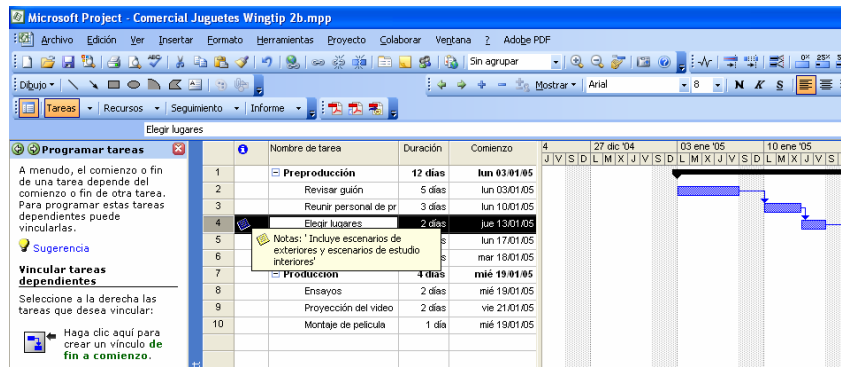 Microsoft Project - Comercial Juguetes Wingtip 2b.mpp
Archivo Edición Ver Insertar Formato Herramientas Proyecto Colaborar Ventana ? Adobe PDF
Sin agrupar
Dibujo Mostrar Arial 8 N K S
Tareas Recursos Seguimiento Informe
Elegir lugares
Programar tareas
A menudo, el comienzo o fin
de una tarea depende del
comienzo o fin de otra tarea.
Para programar estas tareas
dependientes puede
vincularlas.
Sugerencia
Vincular tareas
dependientes
Seleccione a la derecha las
tareas que desea vincular:
Haga clic aquí para
crear un vínculo de
fin a comienzo.
Nombre de tarea Duración Comienzo 4 27 dic '04 03 ene '05 10 ene '05
J V S D L M X J V S D L M X J V S D L M X J V S
1 Preproducción 12 días lun 03/01/05
2 Revisar guión 5 días lun 03/01/05
3 Reunir personal de pr 3 días lun 10/01/05
4 Elegir lugares 2 días jue 13/01/05
5 lun 17/01/05
6 mar 18/01/05
Notas: ' Incluye escenarios de
exteriores y escenarios de estudio
interiores'
7 Producción 4 días mié 19/01/05
8 Ensayos 2 días mié 19/01/05
9 Proyección del video 2 días vie 21/01/05
10 Montaje de pelicula 1 día mié 19/01/05